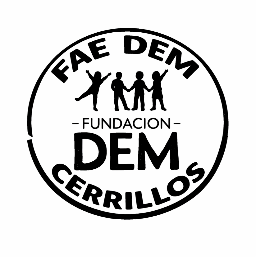 FAE DEM
- FUNDACION -
DEM
CERRILLOS